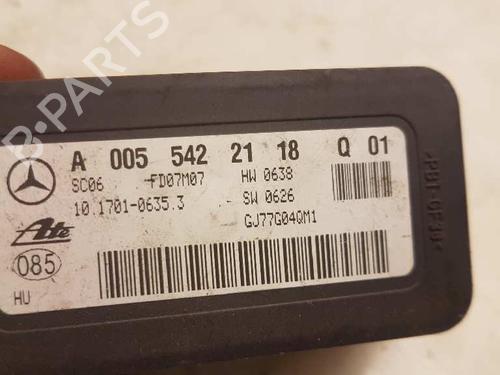 B-PARTS
A 005 542 21 18 Q 01
SC06 FD07M07 HW 0638
10.1701-0635.3 SW 0626
Ate GJ77G04QM1
085
HU